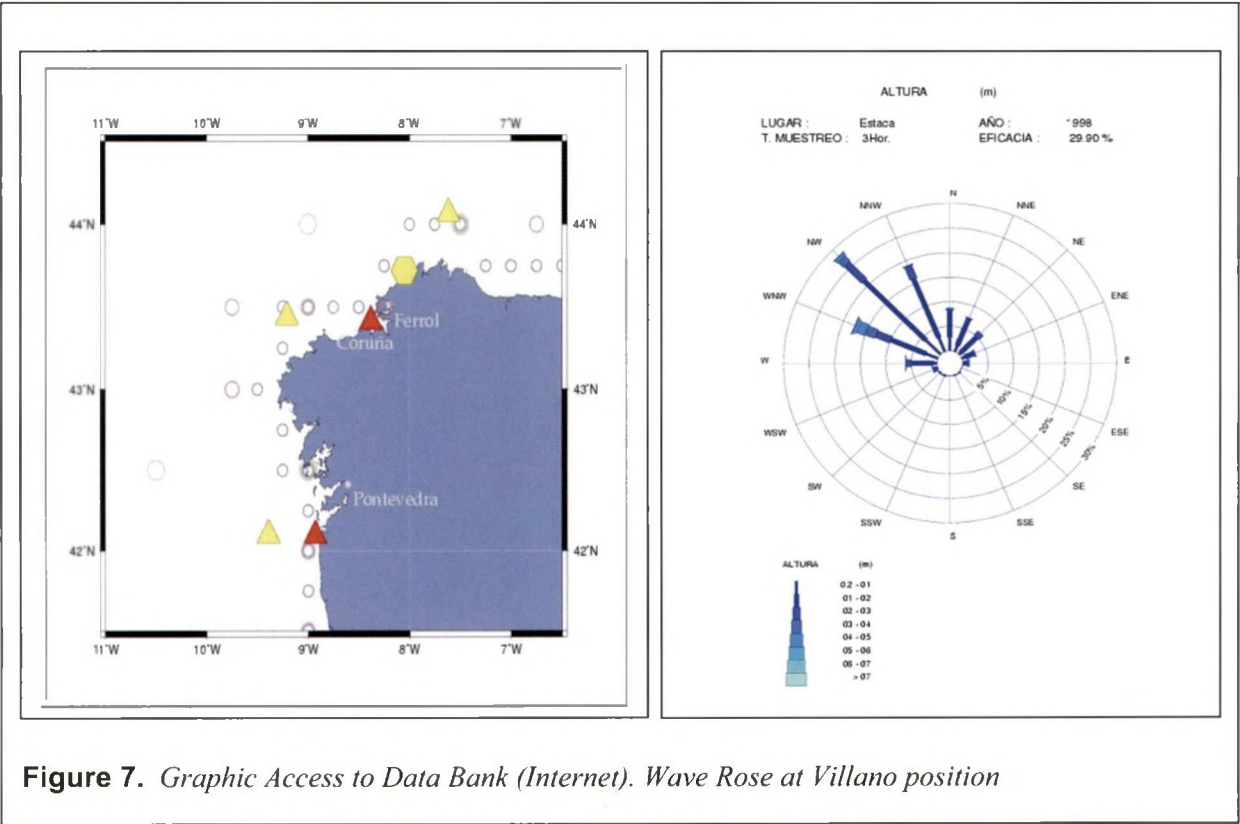 11°W 10°W 9°W 8°W 7°W
44°N 44°N
Ferrol
Coruña
43°N 43°N
Pontevedra
42°N 42°N
11°W 10°W 9°W 8°W 7°W
ALTURA (m)
LUGAR : Estaca AÑO : 1998
T. MUESTREO : 3Hor. EFICACIA : 29.90 %
N
NNW NNE
NW NE
WNW ENE
W E
WSW ESE
SW SE
SSW SSE
S
5%
10%
15%
20%
25%
30%
ALTURA (m)
0.2 - 01
01 - 02
02 - 03
03 - 04
04 - 05
05 - 06
06 - 07
> 07
Figure 7. Graphic Access to Data Bank (Internet). Wave Rose at Villano position